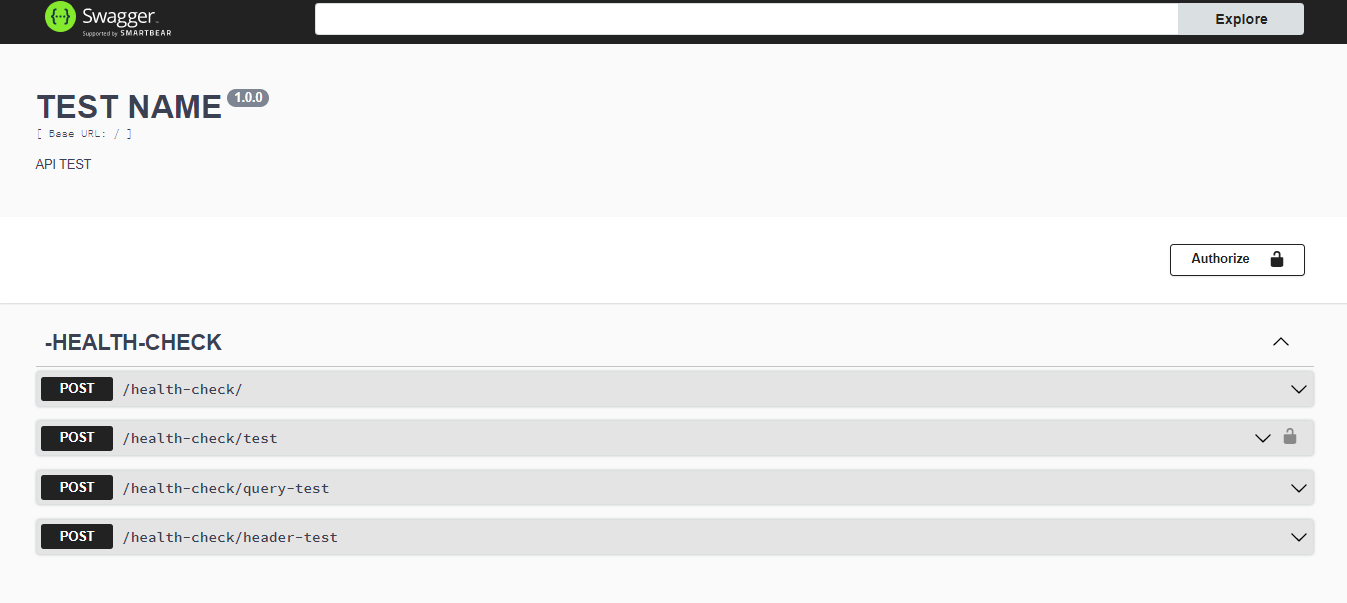 Swagger
Supported by SMARTBEAR
Explore
TEST NAME 1.0.0
[ Base URL: / ]
API TEST
Authorize
-HEALTH-CHECK
POST /health-check/
POST /health-check/test
POST /health-check/query-test
POST /health-check/header-test